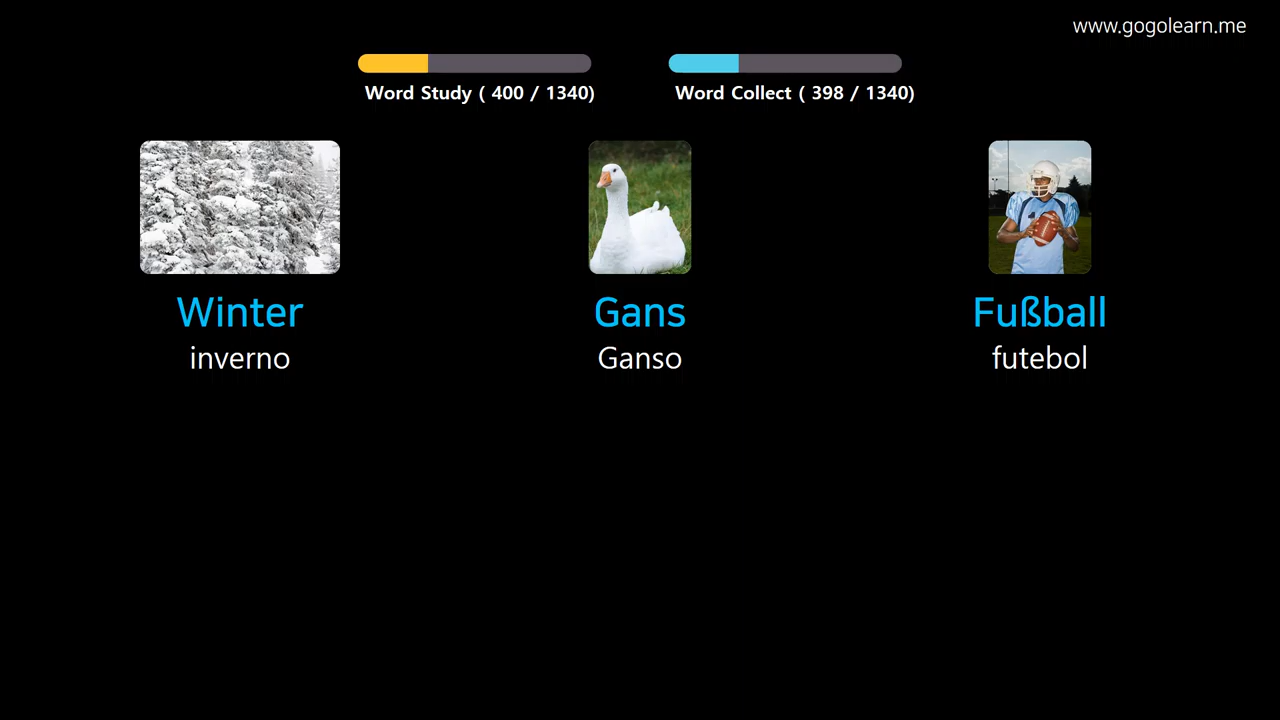 www.gogolearn.me
Word Study ( 400 / 1340)
Word Collect ( 398 / 1340)
Winter
Gans
Fußball
inverno
Ganso
futebol